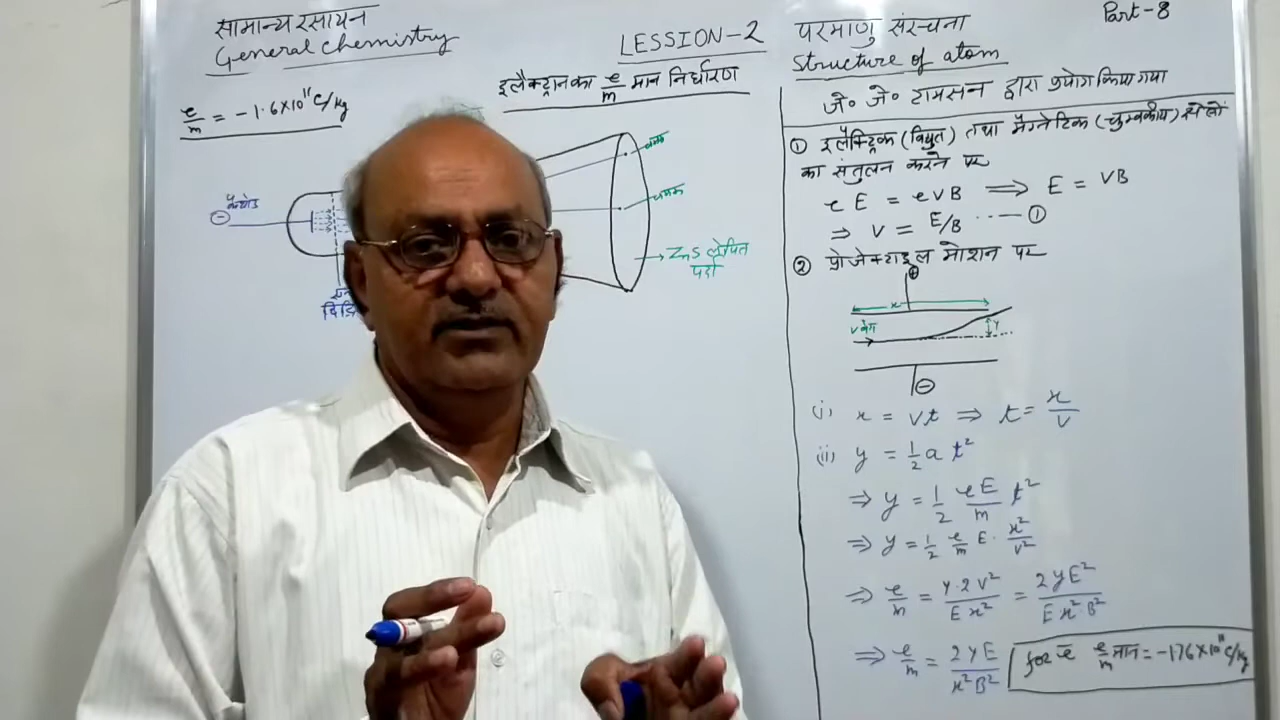 सामान्य रसायन
General chemistry
LESSION-2
परमाणु संरचना
Structure of atom
Part-8
e/m = -1.6×10¹¹ C/kg
इलैक्ट्रान का e/m मान निर्धारण
जे० जे० टामसन द्वारा उपयोग किया गया
कैथोड
⊖
चमक
चमक
→ ZnS लेपित
पर्दा
① इलैक्ट्रिक (विद्युत) तथा मैग्नेटिक (चुम्बकीय) क्षेत्रों
का संतुलन करने पर
eE = evB ⟹ E = vB
⇒ v = E/B ------ ①
② प्रोजेक्टाइल मोशन पर
⊕
x
v वेग
y
⊖
(i) x = vt ⇒ t = x/v
(ii) y = 1/2 a t²
⇒ y = 1/2 eE/m t²
⇒ y = 1/2 e/m E · x²/v²
⇒ e/m = y·2v²/Ex² = 2yE²/Ex²B²
⇒ e/m = 2yE/x²B²
for e̅ e/m मान = -1.76×10¹¹ C/kg